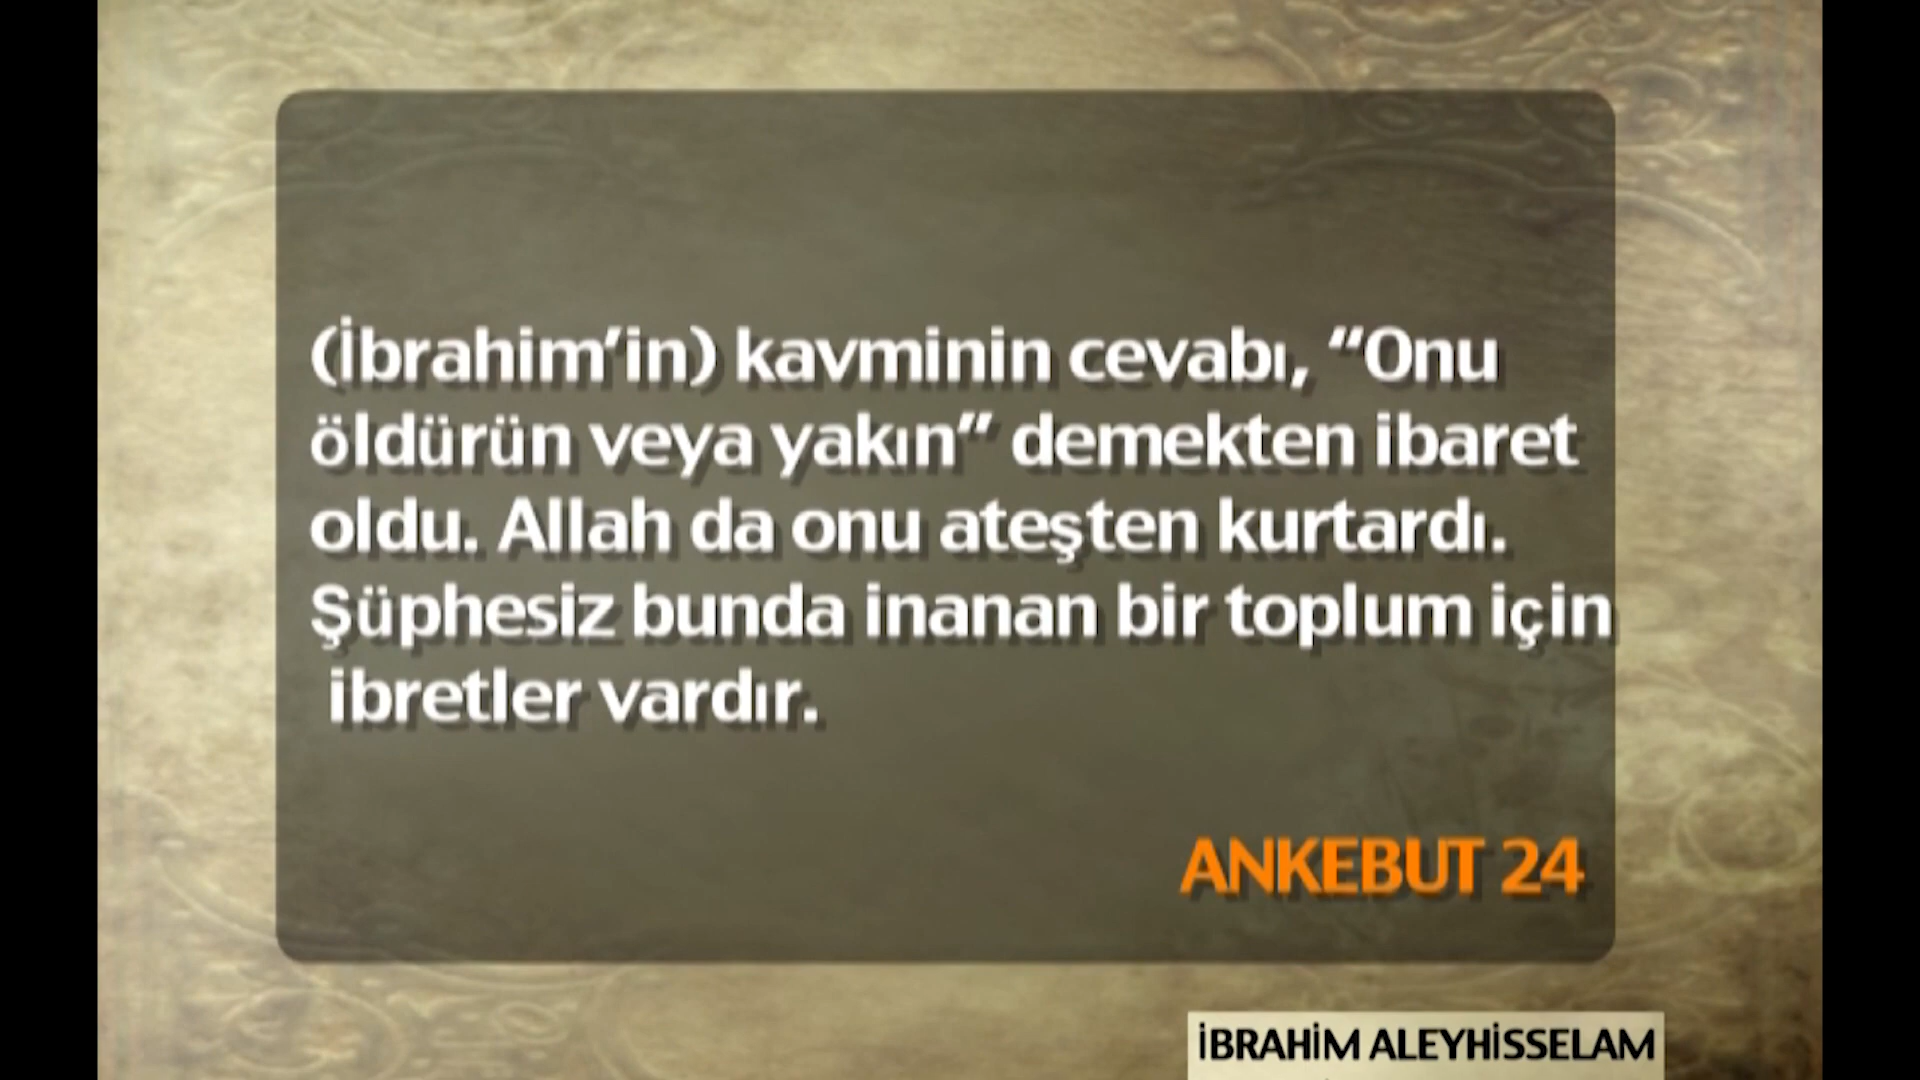 (İbrahim’in) kavminin cevabı, “Onu
öldürün veya yakın” demekten ibaret
oldu. Allah da onu ateşten kurtardı.
Şüphesiz bunda inanan bir toplum için
ibretler vardır.
ANKEBUT 24
İBRAHİM ALEYHİSSELAM